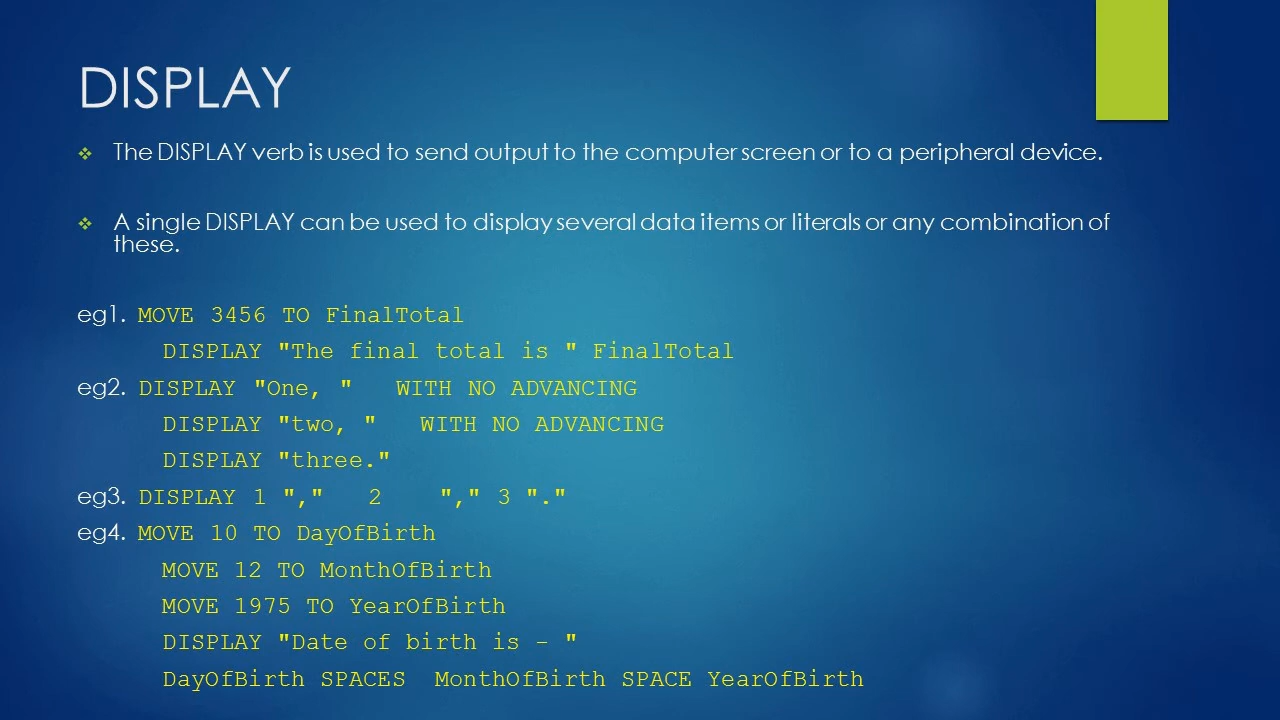 DISPLAY
The DISPLAY verb is used to send output to the computer screen or to a peripheral device.
A single DISPLAY can be used to display several data items or literals or any combination of
these.
eg1. MOVE 3456 TO FinalTotal
DISPLAY "The final total is " FinalTotal
eg2. DISPLAY "One, "   WITH NO ADVANCING
DISPLAY "two, "   WITH NO ADVANCING
DISPLAY "three."
eg3. DISPLAY 1 ","   2    "," 3 "."
eg4. MOVE 10 TO DayOfBirth
MOVE 12 TO MonthOfBirth
MOVE 1975 TO YearOfBirth
DISPLAY "Date of birth is – "
DayOfBirth SPACES  MonthOfBirth SPACE YearOfBirth